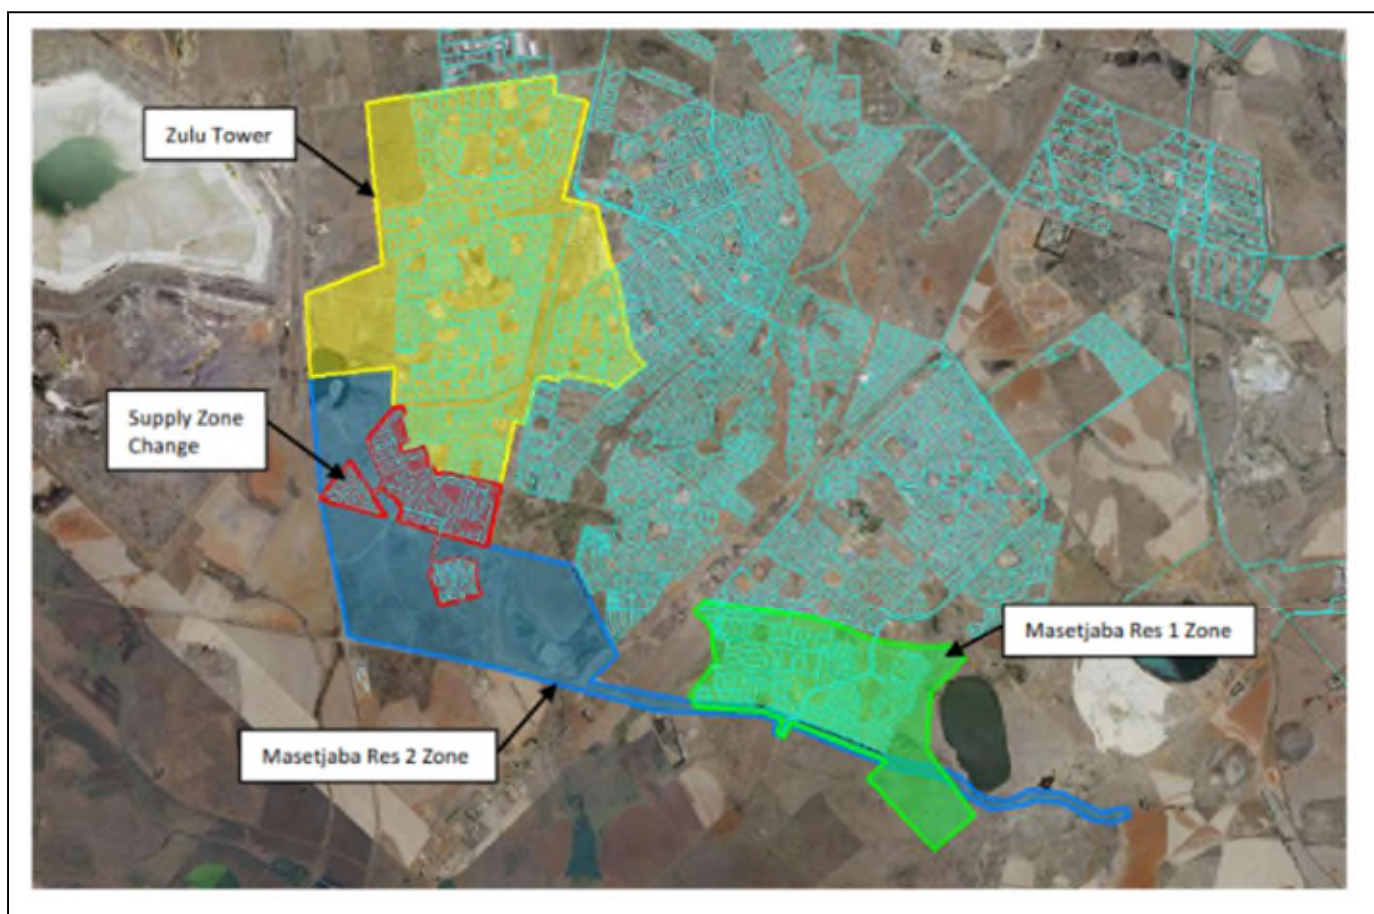 Zulu Tower
Supply Zone
Change
Masetjaba Res 1 Zone
Masetjaba Res 2 Zone